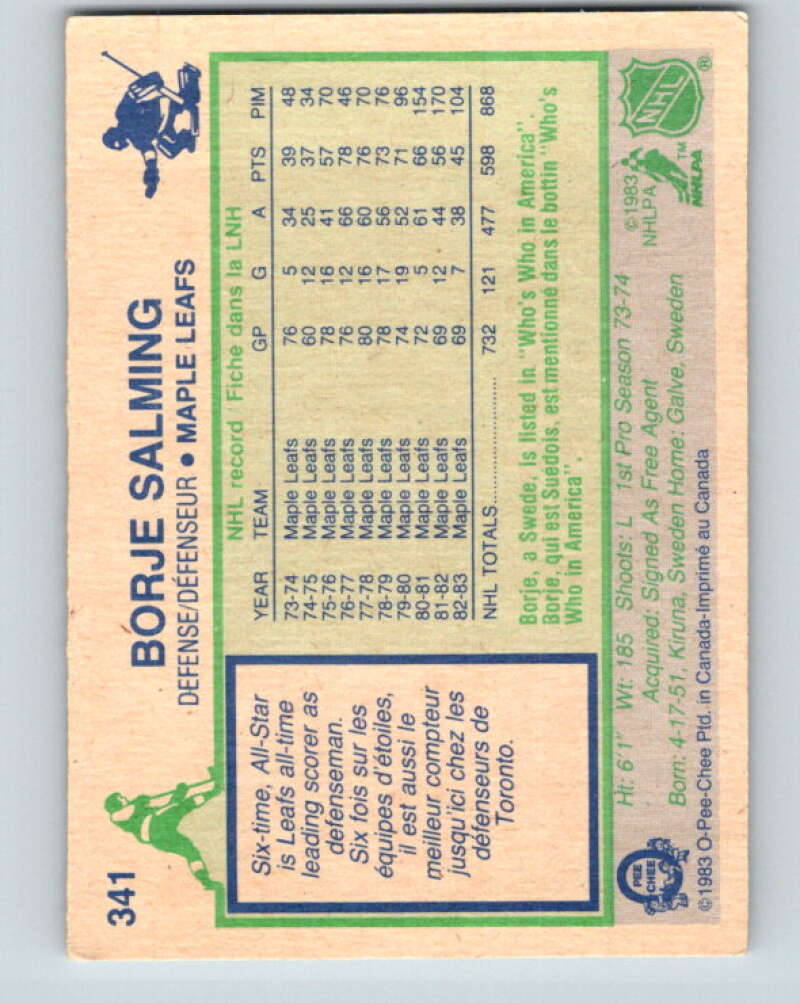 341
BORJE SALMING
DEFENSE/DÉFENSEUR • MAPLE LEAFS
Six-time, All-Star
is Leafs all-time
leading scorer as
defenseman.
Six fois sur les
équipes d'étoiles,
il est aussi le
meilleur compteur
jusqu'ici chez les
défenseurs de
Toronto.
NHL record / Fiche dans la LNH
YEAR TEAM GP G A PTS PIM
73-74 Maple Leafs 76 5 34 39 48
74-75 Maple Leafs 60 12 25 37 34
75-76 Maple Leafs 78 16 41 57 70
76-77 Maple Leafs 76 12 66 78 46
77-78 Maple Leafs 80 16 60 76 70
78-79 Maple Leafs 78 17 56 73 76
79-80 Maple Leafs 74 19 52 71 96
80-81 Maple Leafs 72 5 61 66 154
81-82 Maple Leafs 69 12 44 56 170
82-83 Maple Leafs 69 7 38 45 104
NHL TOTALS.................... 732 121 477 598 868
Borje, a Swede, is listed in "Who's Who in America".
Borje, qui est Suédois, est mentionné dans le bottin "Who's
Who in America".
Ht: 6'1" Wt: 185 Shoots: L 1st Pro Season 73-74
Acquired: Signed As Free Agent
Born: 4-17-51, Kiruna, Sweden Home: Galve, Sweden
© 1983 O-Pee-Chee Ptd. in Canada-Imprimé au Canada
O
PEE
CHEE
©1983
NHLPA
NHL ®
NHLPA ™